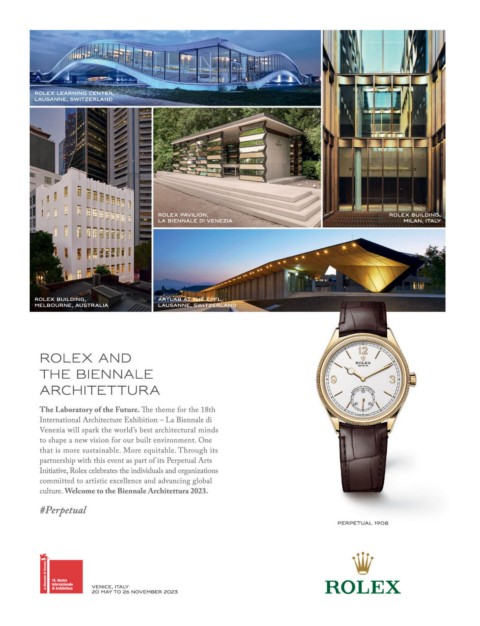 ROLEX LEARNING CENTER,
LAUSANNE, SWITZERLAND
ROLEX PAVILION,
LA BIENNALE DI VENEZIA
ROLEX BUILDING,
MILAN, ITALY
ROLEX BUILDING,
MELBOURNE, AUSTRALIA
ARTLAB AT THE EPFL,
LAUSANNE, SWITZERLAND
ROLEX AND
THE BIENNALE
ARCHITETTURA
The Laboratory of the Future. The theme for the 18th
International Architecture Exhibition – La Biennale di
Venezia will spark the world's best architectural minds
to shape a new vision for our built environment. One
that is more sustainable. More equitable. Through its
partnership with this event as part of its Perpetual Arts
Initiative, Rolex celebrates the individuals and organizations
committed to artistic excellence and advancing global
culture. Welcome to the Biennale Architettura 2023.
#Perpetual
ROLEX
PERPETUAL 1908
La Biennale di Venezia
18. Mostra
Internazionale
di Architettura
VENICE, ITALY
20 MAY TO 26 NOVEMBER 2023
ROLEX